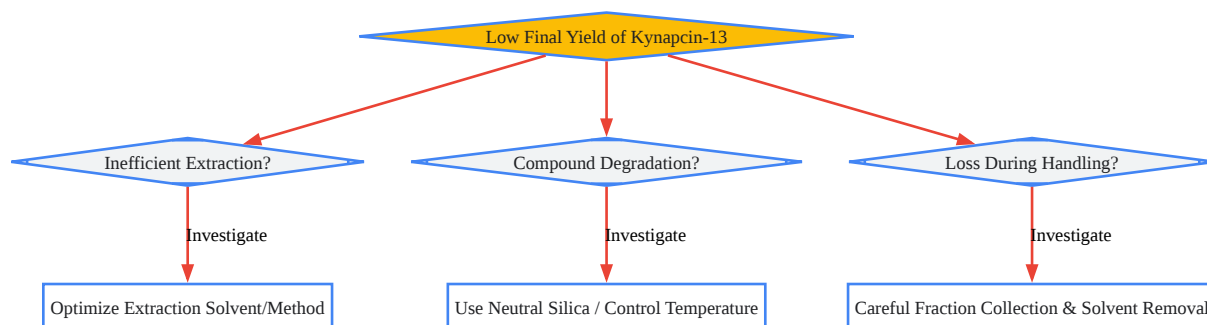 Low Final Yield of Kynapcin-13
Inefficient Extraction?
Compound Degradation?
Loss During Handling?
Investigate
Investigate
Investigate
Optimize Extraction Solvent/Method
Use Neutral Silica / Control Temperature
Careful Fraction Collection & Solvent Removal